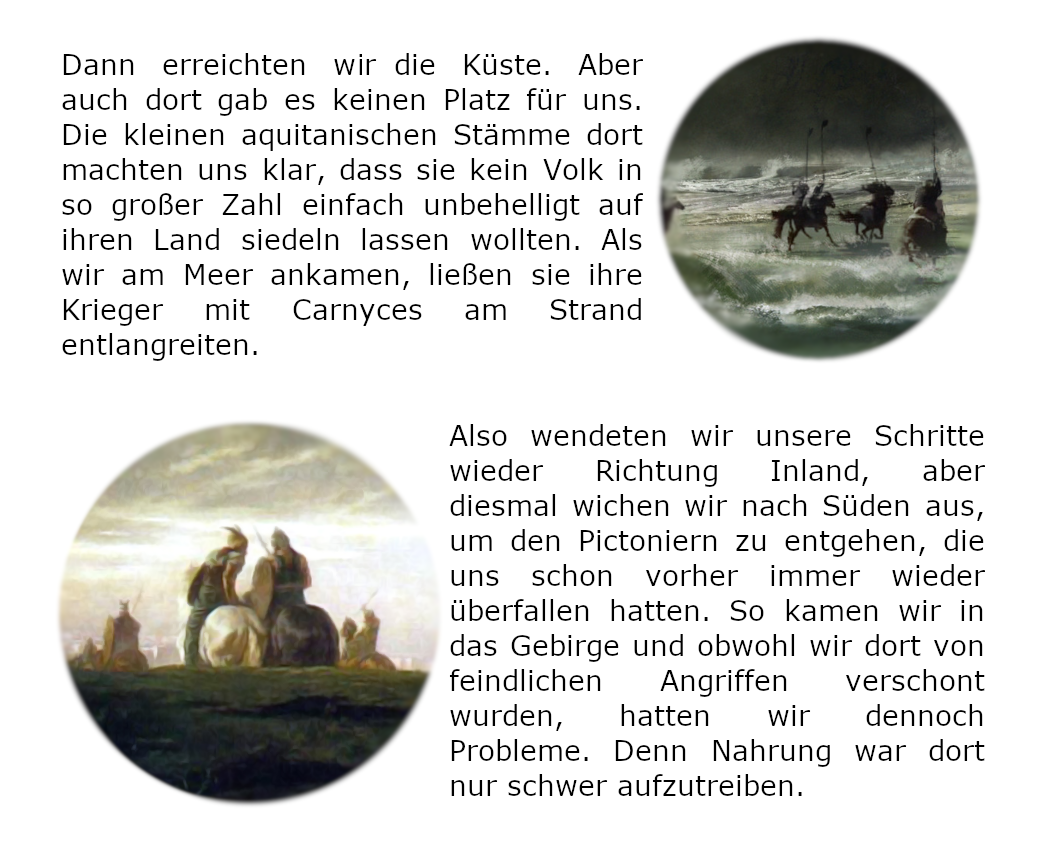 Dann erreichten wir die Küste. Aber
auch dort gab es keinen Platz für uns.
Die kleinen aquitanischen Stämme dort
machten uns klar, dass sie kein Volk in
so großer Zahl einfach unbehelligt auf
ihren Land siedeln lassen wollten. Als
wir am Meer ankamen, ließen sie ihre
Krieger mit Carnyces am Strand
entlangreiten.
Also wendeten wir unsere Schritte
wieder Richtung Inland, aber
diesmal wichen wir nach Süden aus,
um den Pictoniern zu entgehen, die
uns schon vorher immer wieder
überfallen hatten. So kamen wir in
das Gebirge und obwohl wir dort von
feindlichen Angriffen verschont
wurden, hatten wir dennoch
Probleme. Denn Nahrung war dort
nur schwer aufzutreiben.